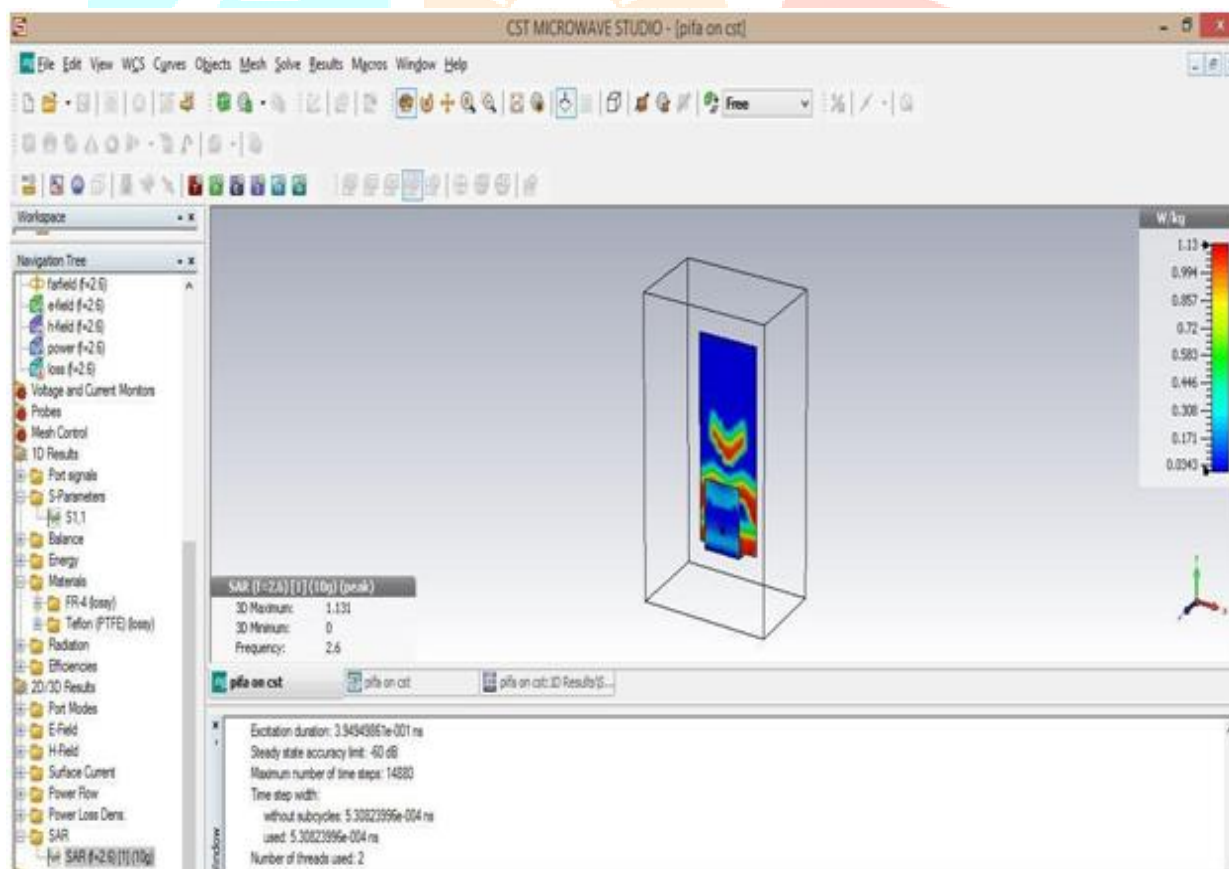 CST MICROWAVE STUDIO - [pifa on cst]
File Edit View WCS Curves Objects Mesh Solve Results Macros Window Help
Free
Workspace
Navigation Tree
farfield (f=2.6)
e-field (f=2.6)
h-field (f=2.6)
power (f=2.6)
loss (f=2.6)
Voltage and Current Monitors
Probes
Mesh Control
1D Results
Port signals
S-Parameters
S1,1
Balance
Energy
Materials
FR-4 (lossy)
Teflon (PTFE) (lossy)
Radiation
Efficiencies
2D/3D Results
Port Modes
E-Field
H-Field
Surface Current
Power Flow
Power Loss Dens.
SAR
SAR (f=2.6) [1] (10g)
W/kg
1.13
0.994
0.857
0.72
0.583
0.446
0.308
0.171
0.0343
SAR (f=2.6) [1] (10g) (peak)
3D Maximum: 1.131
3D Minimum: 0
Frequency: 2.6
pifa on cst
pifa on cst
pifa on cst:1D Results\S...
Excitation duration: 3.94949861e-001 ns
Steady state accuracy limit: -60 dB
Maximum number of time steps: 14880
Time step width:
without subcycles: 5.30823996e-004 ns
used: 5.30823996e-004 ns
Number of threads used: 2